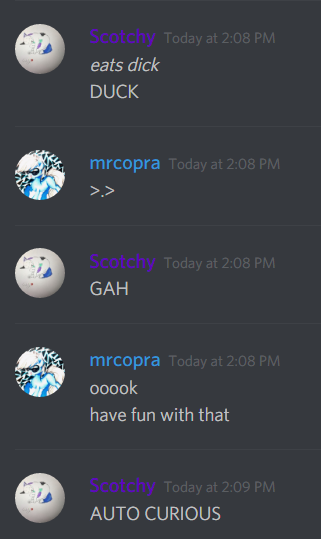 Scotchy Today at 2:08 PM
eats dick
DUCK
mrcopra Today at 2:08 PM
>.>
Scotchy Today at 2:08 PM
GAH
mrcopra Today at 2:08 PM
ooook
have fun with that
Scotchy Today at 2:09 PM
AUTO CURIOUS